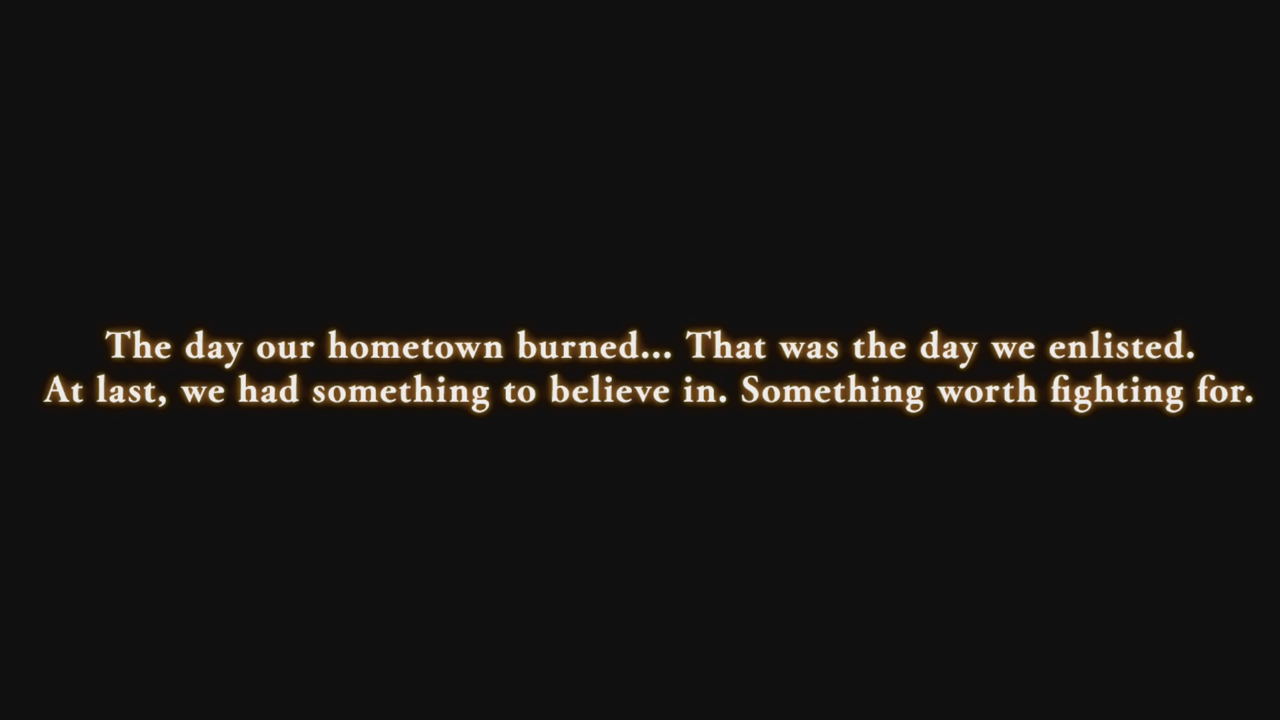 The day our hometown burned... That was the day we enlisted.
At last, we had something to believe in. Something worth fighting for.